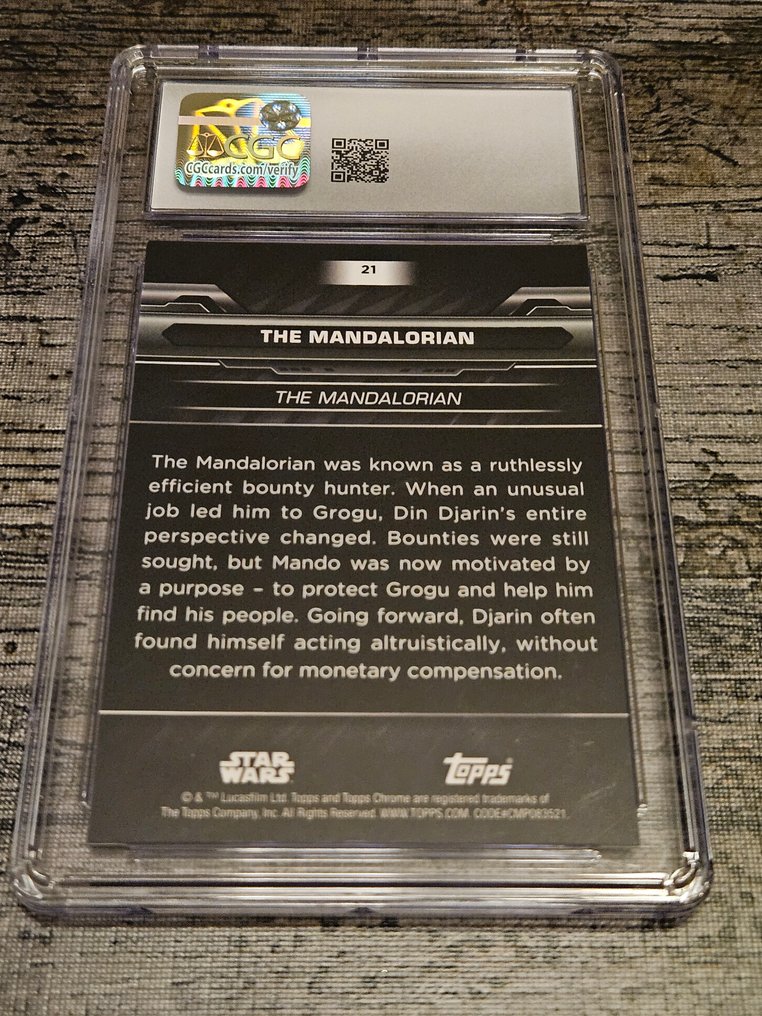 CGC
CGCcards.com/verify
21
THE MANDALORIAN
THE MANDALORIAN
The Mandalorian was known as a ruthlessly
efficient bounty hunter. When an unusual
job led him to Grogu, Din Djarin's entire
perspective changed. Bounties were still
sought, but Mando was now motivated by
a purpose – to protect Grogu and help him
find his people. Going forward, Djarin often
found himself acting altruistically, without
concern for monetary compensation.
STAR
WARS
TOPPS
© & ™ Lucasfilm Ltd. Topps and Topps Chrome are registered trademarks of
The Topps Company, Inc. All Rights Reserved. WWW.TOPPS.COM. CODE#CMP083521